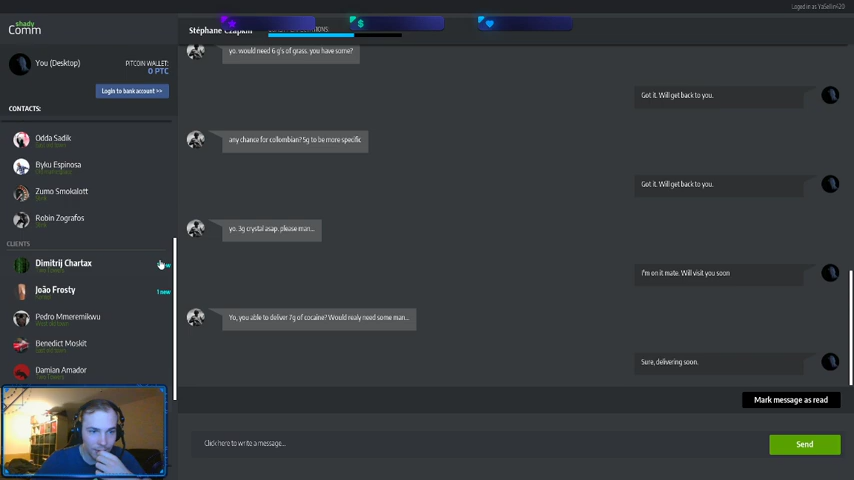 Logged in as YaSellin420
shady
Comm
You (Desktop)
PITCOIN WALLET:
0 PTC
Login to bank account >>
CONTACTS:
Odda Sadik
Byku Espinosa
Zumo Smokalott
Robin Zografos
CLIENTS
Dimitrij Chartax
João Frosty
1 new
Pedro Mmeremikwu
Benedict Moskit
Damian Amador
Stéphane Czapkin
yo. would need 6 g's of grass. you have some?
Got it. Will get back to you.
any chance for collombian? 5g to be more specific
Got it. Will get back to you.
yo. 3g crystal asap. please man...
I'm on it mate. Will visit you soon
Yo, you able to deliver 7g of cocaine? Would realy need some man...
Sure, delivering soon.
Mark message as read
Click here to write a message...
Send